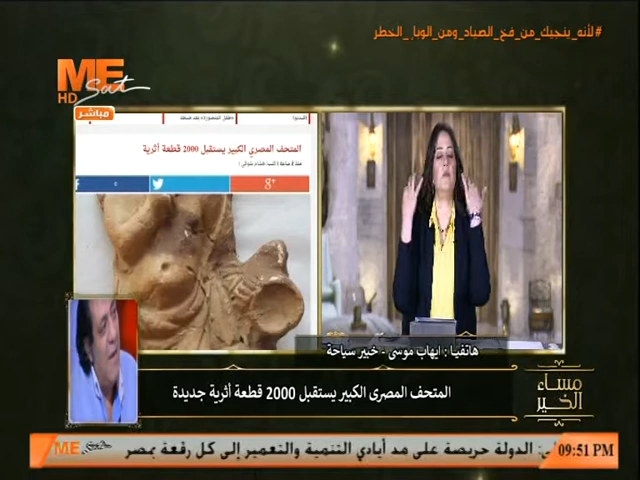 #لأنه_ينجيك_من_فخ_الصياد_ومن_الوباء_الخطر
ME
Sat
HD
مباشر
المتحف المصري الكبير يستقبل 2000 قطعة أثرية
هاتفيا : ايهاب موسى - خبير سياحة
المتحف المصرى الكبير يستقبل 2000 قطعة أثرية جديدة
مساء
الخير
ME الدولة حريصة على مد أيادي التنمية والتعمير إلى كل رقعة بمصر
09:51 PM